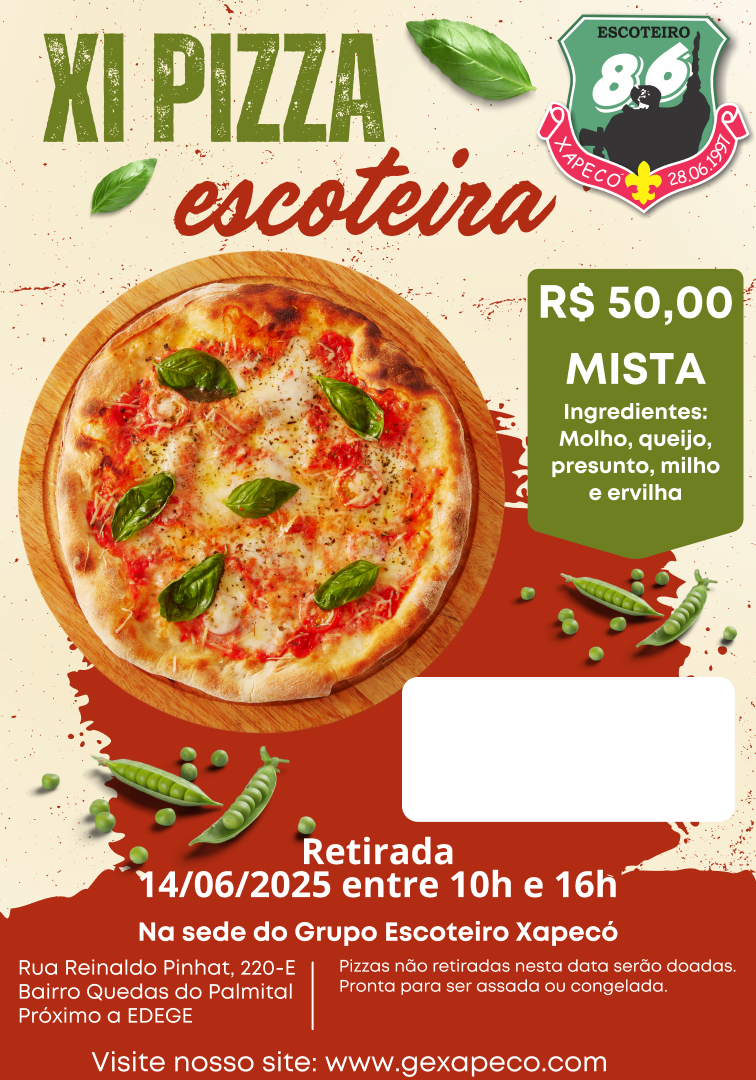 XI PIZZA
escoteira
ESCOTEIRO
86
XAPECÓ 28.06.1997
R$ 50,00
MISTA
Ingredientes:
Molho, queijo,
presunto, milho
e ervilha
Retirada
14/06/2025 entre 10h e 16h
Na sede do Grupo Escoteiro Xapecó
Rua Reinaldo Pinhat, 220-E
Bairro Quedas do Palmital
Próximo a EDEGE
Pizzas não retiradas nesta data serão doadas.
Pronta para ser assada ou congelada.
Visite nosso site: www.gexapeco.com